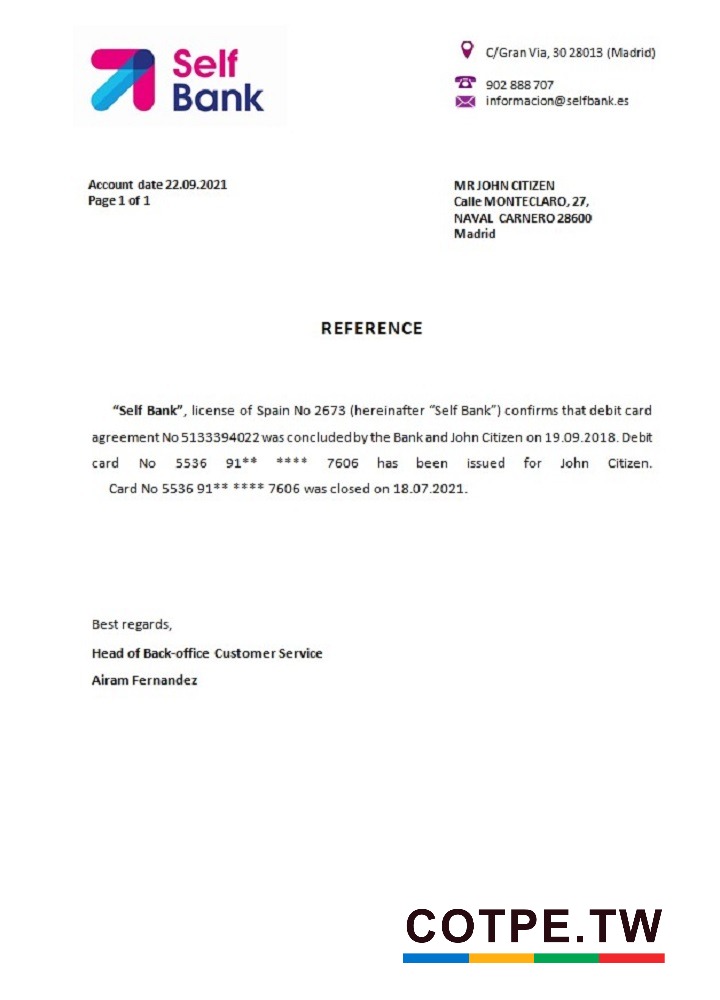 Self
Bank
C/Gran Via, 30 28013 (Madrid)
902 888 707
informacion@selfbank.es
Account date 22.09.2021
Page 1 of 1
MR JOHN CITIZEN
Calle MONTECLARO, 27,
NAVAL CARNERO 28600
Madrid
REFERENCE
“Self Bank”, license of Spain No 2673 (hereinafter “Self Bank”) confirms that debit card
agreement No 5133394022 was concluded by the Bank and John Citizen on 19.09.2018. Debit
card No 5536 91** **** 7606 has been issued for John Citizen.
Card No 5536 91** **** 7606 was closed on 18.07.2021.
Best regards,
Head of Back-office Customer Service
Airam Fernandez
COTPE.TW